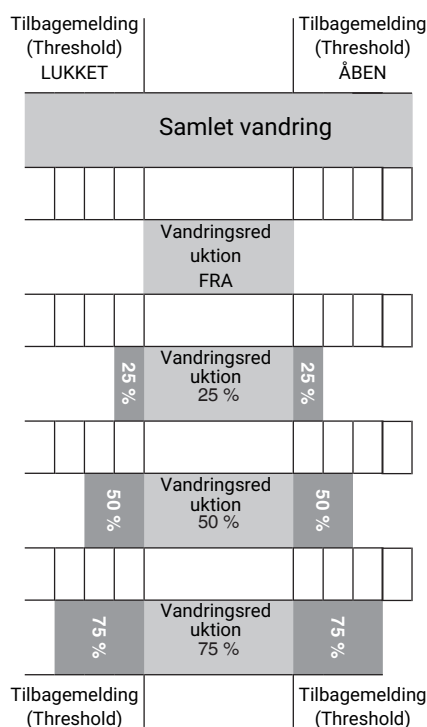 Tilbagemelding
(Threshold)
LUKKET
Tilbagemelding
(Threshold)
ÅBEN
Samlet vandring
Vandringsred
uktion
FRA
25 %
Vandringsred
uktion
25 %
25 %
50 %
Vandringsred
uktion
50 %
50 %
75 %
Vandringsred
uktion
75 %
75 %
Tilbagemelding
(Threshold)
Tilbagemelding
(Threshold)